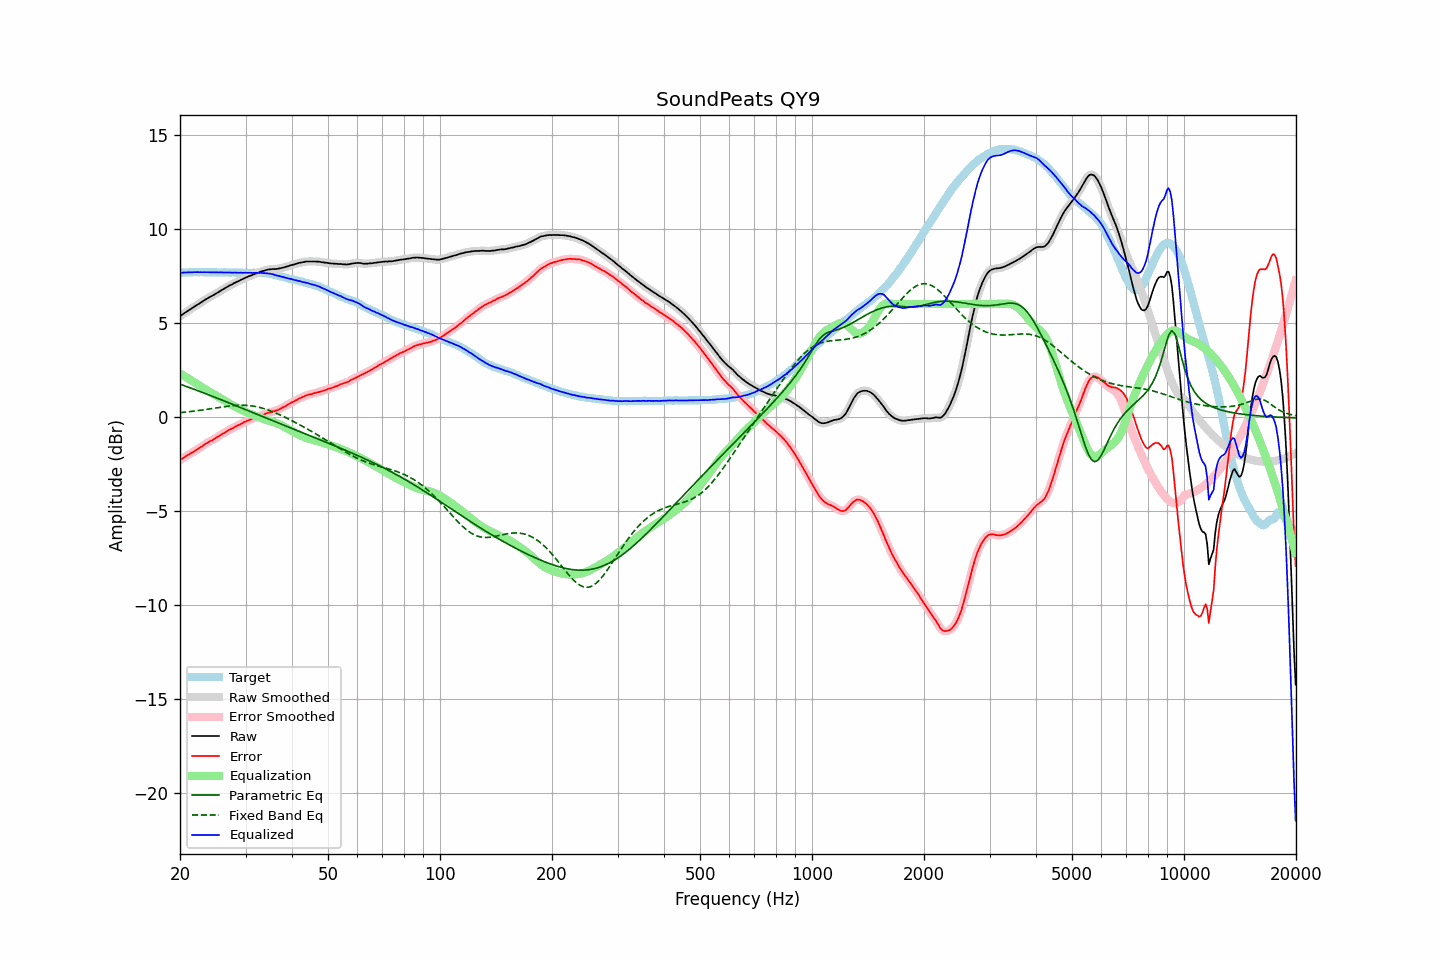 SoundPeats QY9
15
10
5
0
−5
−10
−15
−20
Amplitude (dBr)
Target
Raw Smoothed
Error Smoothed
Raw
Error
Equalization
Parametric Eq
Fixed Band Eq
Equalized
20 50 100 200 500 1000 2000 5000 10000 20000
Frequency (Hz)